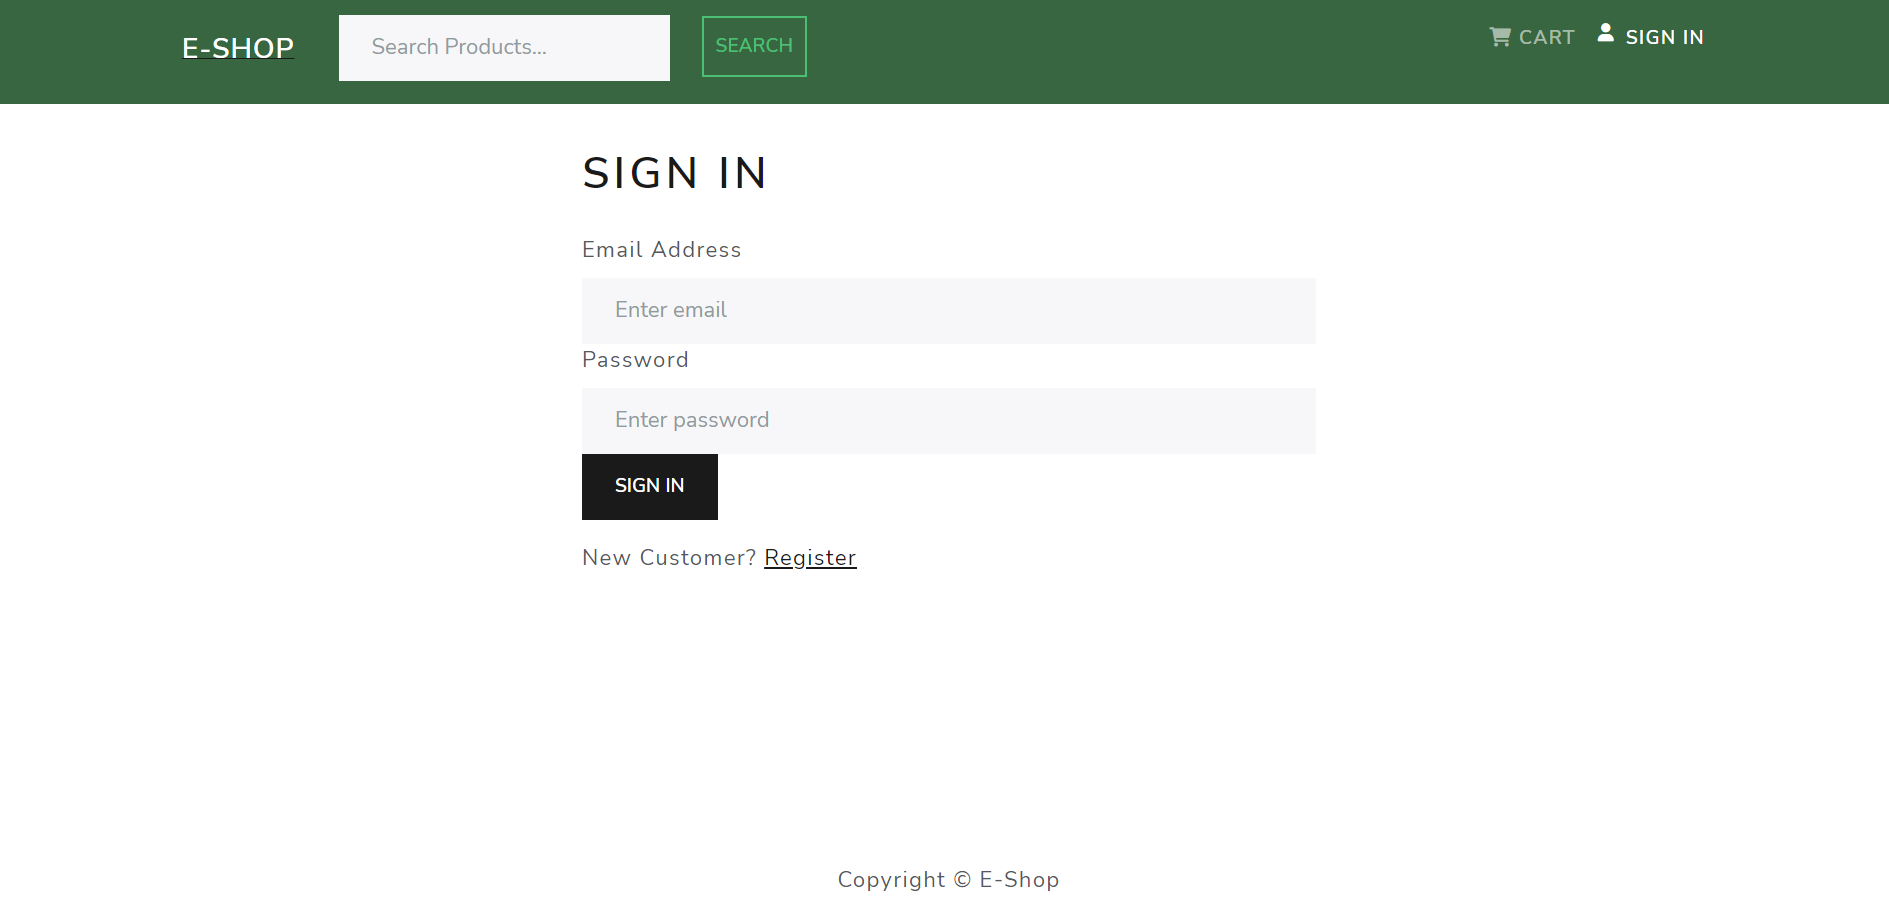 E-SHOP
Search Products...
SEARCH
CART
SIGN IN
SIGN IN
Email Address
Enter email
Password
Enter password
SIGN IN
New Customer? Register
Copyright © E-Shop